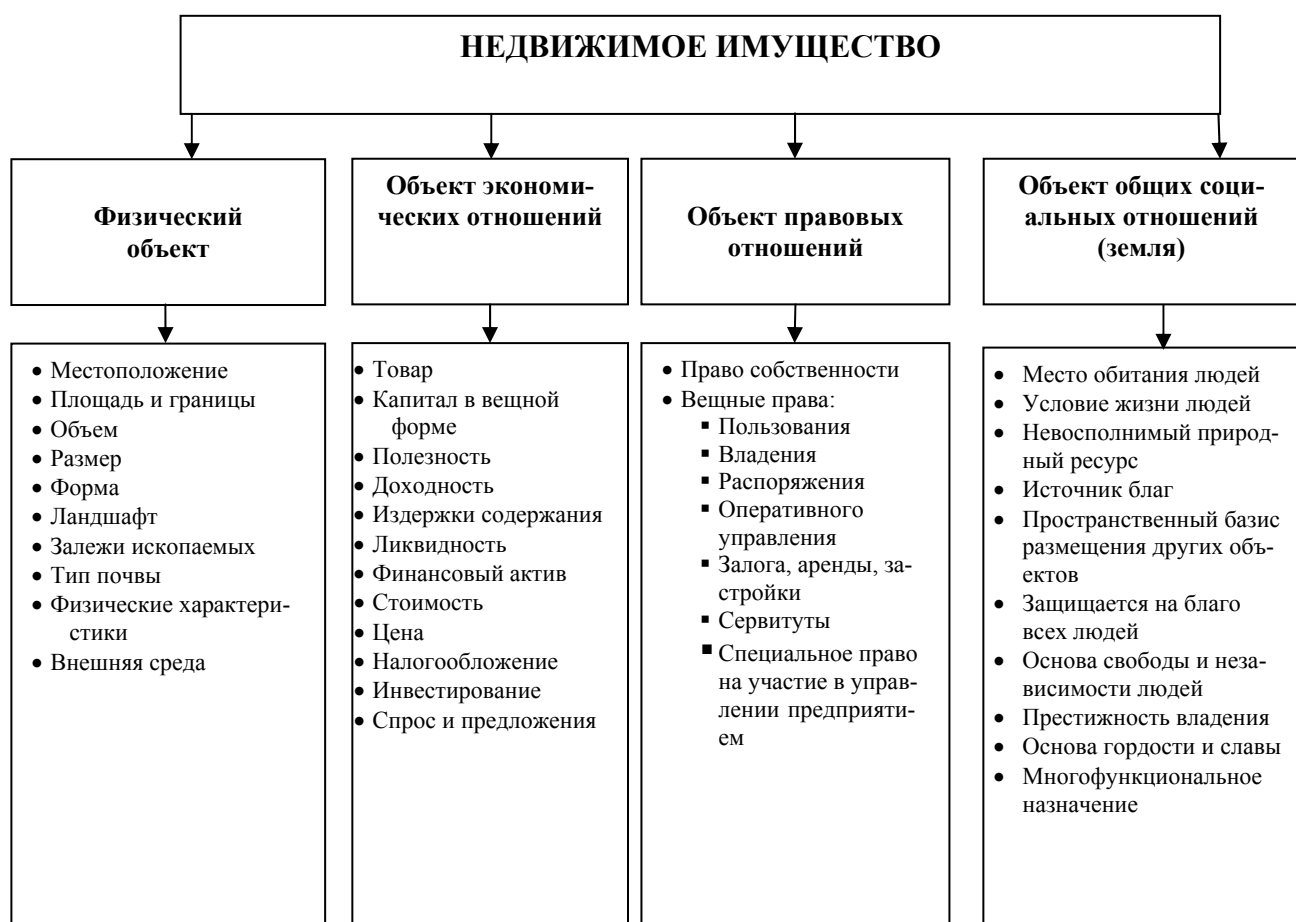 НЕДВИЖИМОЕ ИМУЩЕСТВО
Физический
объект
Объект экономи-
ческих отношений
Объект правовых
отношений
Объект общих соци-
альных отношений
(земля)
• Местоположение
• Площадь и границы
• Объем
• Размер
• Форма
• Ландшафт
• Залежи ископаемых
• Тип почвы
• Физические характери-
стики
• Внешняя среда
• Товар
• Капитал в вещной
форме
• Полезность
• Доходность
• Издержки содержания
• Ликвидность
• Финансовый актив
• Стоимость
• Цена
• Налогообложение
• Инвестирование
• Спрос и предложения
• Право собственности
• Вещные права:
▪ Пользования
▪ Владения
▪ Распоряжения
▪ Оперативного
управления
▪ Залога, аренды, за-
стройки
▪ Сервитуты
▪ Специальное право
на участие в управ-
лении предприяти-
ем
• Место обитания людей
• Условие жизни людей
• Невосполнимый природ-
ный ресурс
• Источник благ
• Пространственный базис
размещения других объ-
ектов
• Защищается на благо
всех людей
• Основа свободы и неза-
висимости людей
• Престижность владения
• Основа гордости и славы
• Многофункциональное
назначение